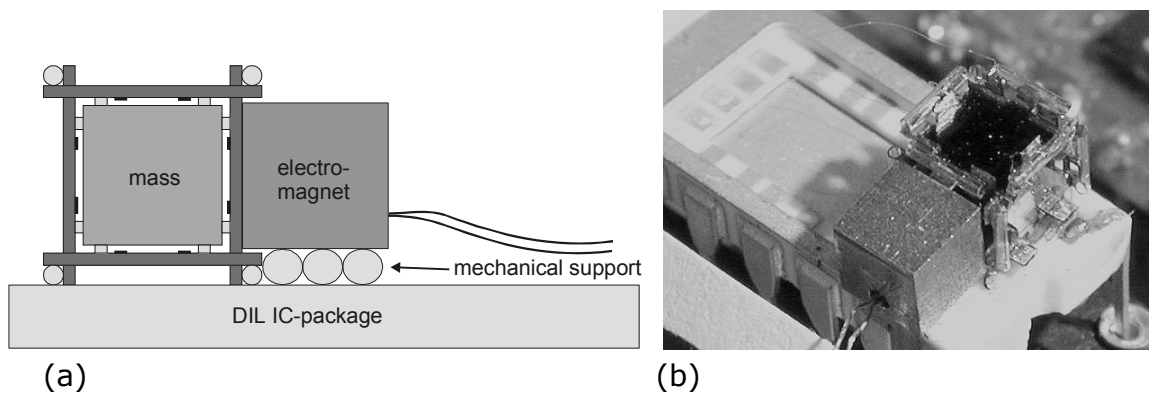 mass
electro-
magnet
mechanical support
DIL IC-package
(a)
(b)